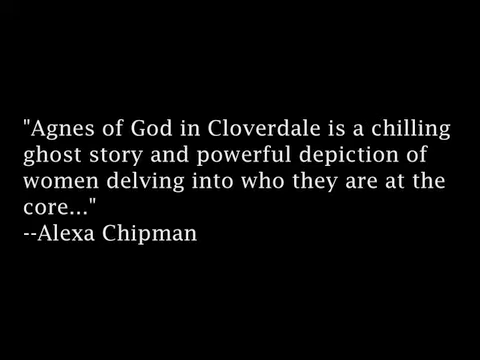 "Agnes of God in Cloverdale is a chilling
ghost story and powerful depiction of
women delving into who they are at the
core..."
--Alexa Chipman